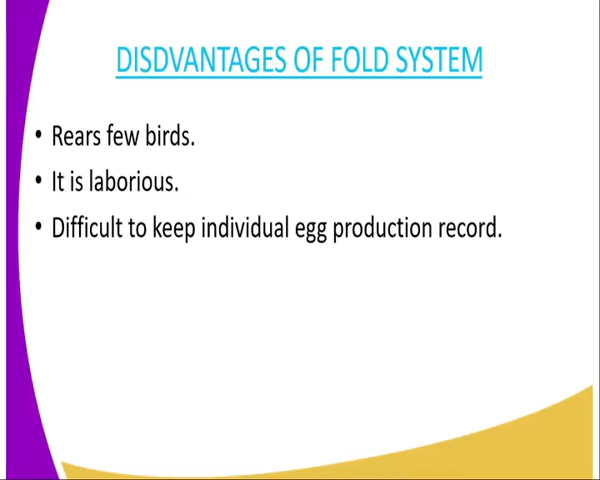 DISDVANTAGES OF FOLD SYSTEM
• Rears few birds.
• It is laborious.
• Difficult to keep individual egg production record.